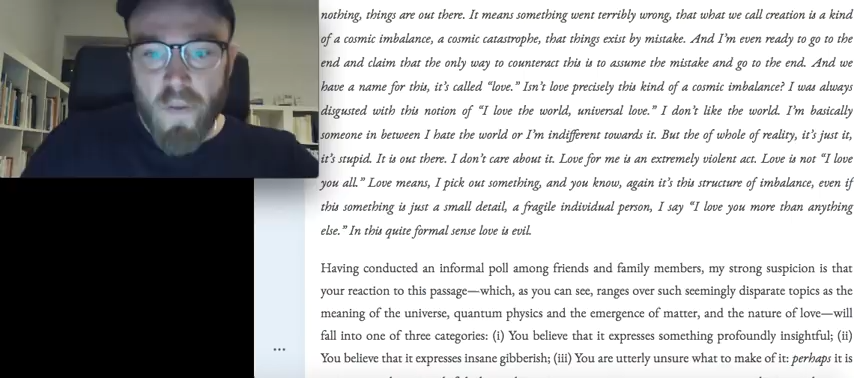 nothing, things are out there. It means something went terribly wrong, that what we call creation is a kind
of a cosmic imbalance, a cosmic catastrophe, that things exist by mistake. And I'm even ready to go to the
end and claim that the only way to counteract this is to assume the mistake and go to the end. And we
have a name for this, it's called “love.” Isn't love precisely this kind of a cosmic imbalance? I was always
disgusted with this notion of “I love the world, universal love.” I don't like the world. I'm basically
someone in between I hate the world or I'm indifferent towards it. But the of whole of reality, it's just it,
it's stupid. It is out there. I don't care about it. Love for me is an extremely violent act. Love is not “I love
you all.” Love means, I pick out something, and you know, again it's this structure of imbalance, even if
this something is just a small detail, a fragile individual person, I say “I love you more than anything
else.” In this quite formal sense love is evil.
Having conducted an informal poll among friends and family members, my strong suspicion is that
your reaction to this passage—which, as you can see, ranges over such seemingly disparate topics as the
meaning of the universe, quantum physics and the emergence of matter, and the nature of love—will
fall into one of three categories: (i) You believe that it expresses something profoundly insightful; (ii)
You believe that it expresses insane gibberish; (iii) You are utterly unsure what to make of it: perhaps it is